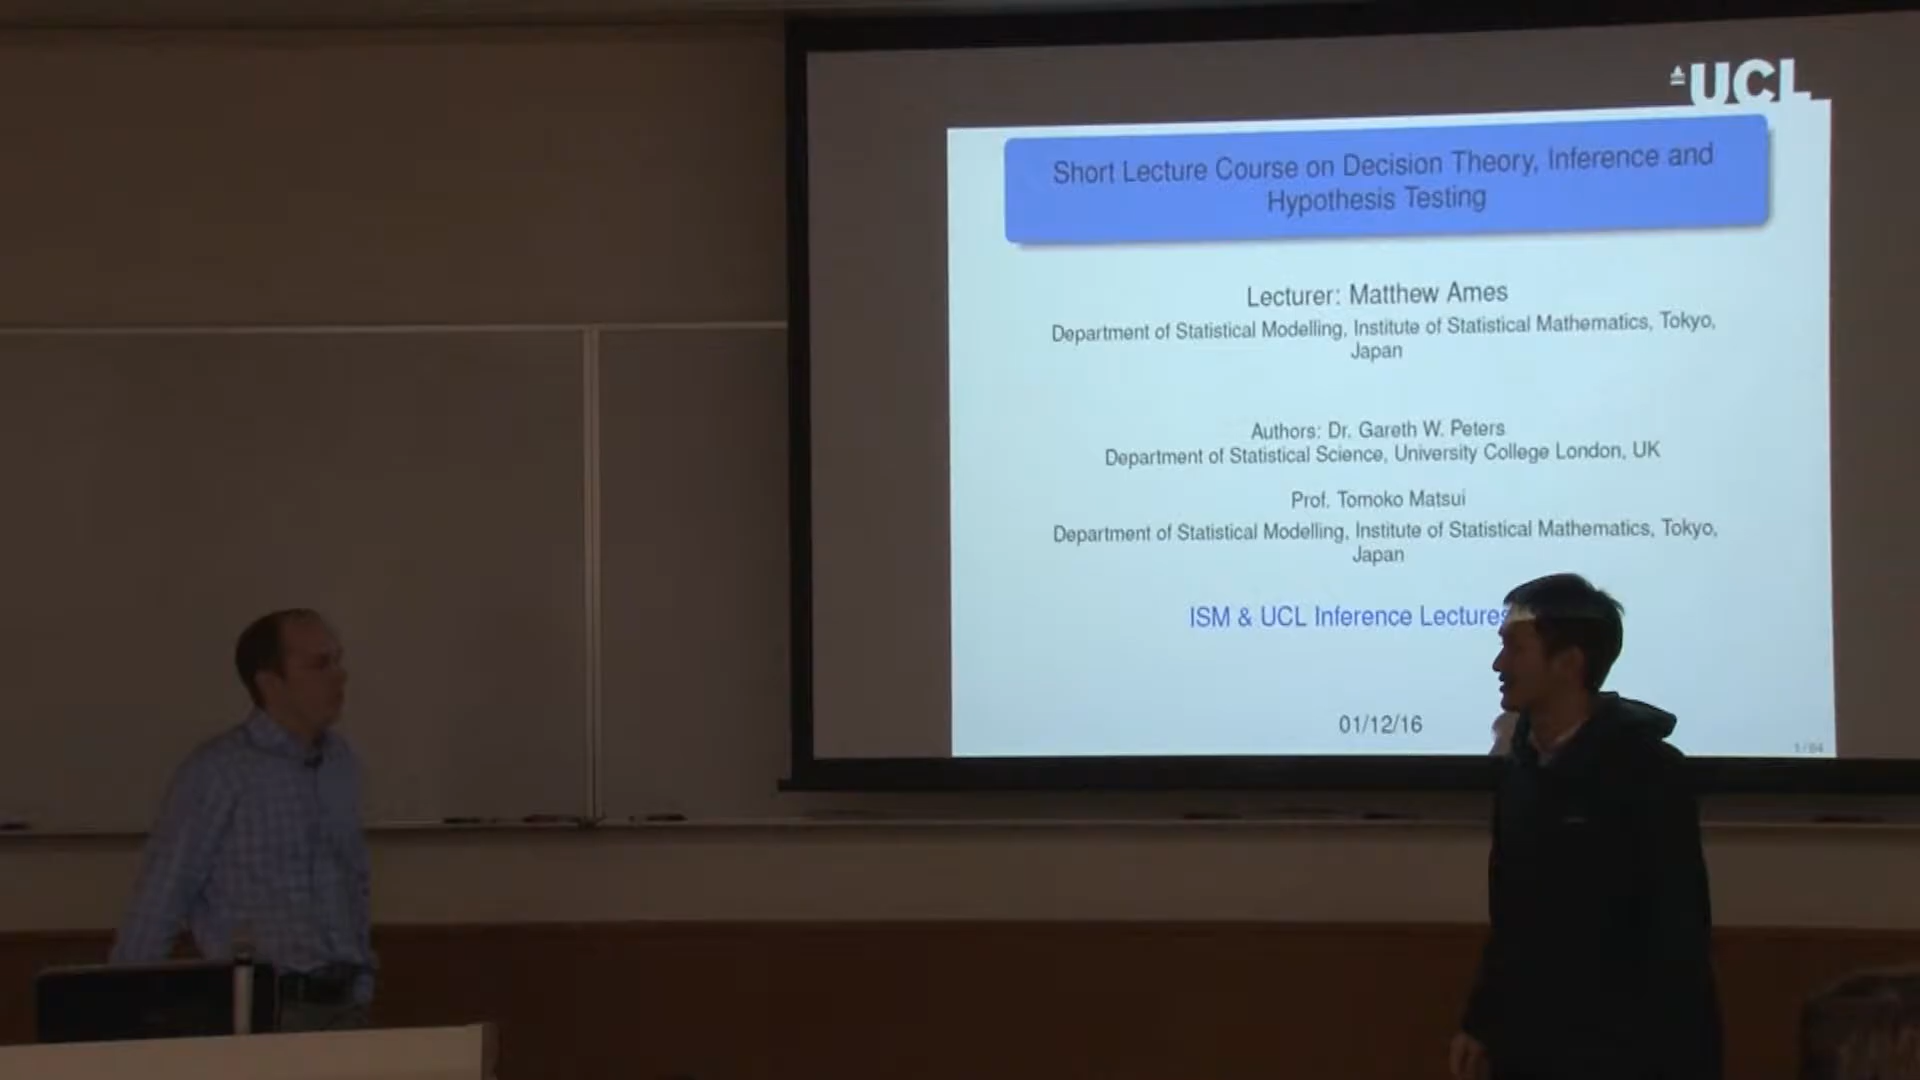 UCL
Short Lecture Course on Decision Theory, Inference and
Hypothesis Testing
Lecturer: Matthew Ames
Department of Statistical Modelling, Institute of Statistical Mathematics, Tokyo,
Japan
Authors: Dr. Gareth W. Peters
Department of Statistical Science, University College London, UK
Prof. Tomoko Matsui
Department of Statistical Modelling, Institute of Statistical Mathematics, Tokyo,
Japan
ISM & UCL Inference Lectures
01/12/16